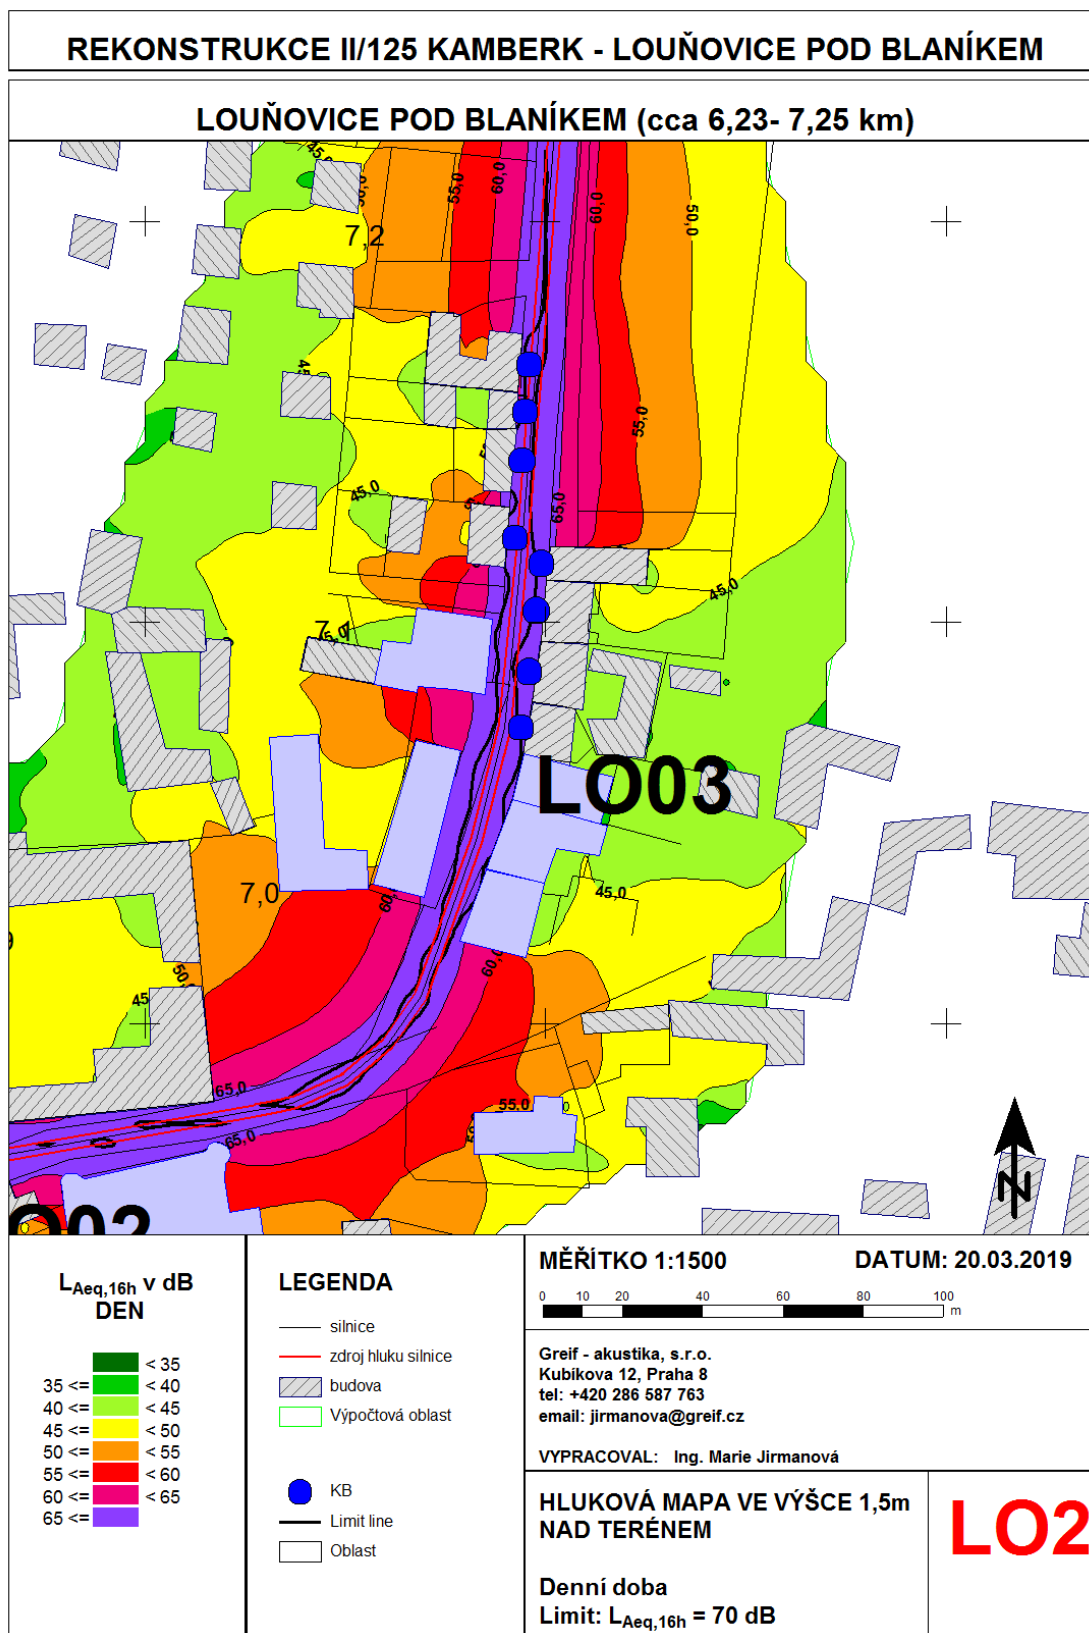 REKONSTRUKCE II/125 KAMBERK - LOUŇOVICE POD BLANÍKEM
LOUŇOVICE POD BLANÍKEM (cca 6,23- 7,25 km)
45,0
55,0
60,0
60,0
50,0
7,2
55,0
45,0
65,0
45,0
LO03
7,0
45,0
50,0
60,0
45
65,0
65,0
55,0
LAeq,16h v dB
DEN
< 35
35 <= < 40
40 <= < 45
45 <= < 50
50 <= < 55
55 <= < 60
60 <= < 65
65 <=
LEGENDA
silnice
zdroj hluku silnice
budova
Výpočtová oblast
KB
Limit line
Oblast
MĚŘÍTKO 1:1500 DATUM: 20.03.2019
0 10 20 40 60 80 100
m
Greif - akustika, s.r.o.
Kubíkova 12, Praha 8
tel: +420 286 587 763
email: jirmanova@greif.cz
VYPRACOVAL: Ing. Marie Jirmanová
HLUKOVÁ MAPA VE VÝŠCE 1,5m
NAD TERÉNEM
Denní doba
Limit: LAeq,16h = 70 dB
LO2
N